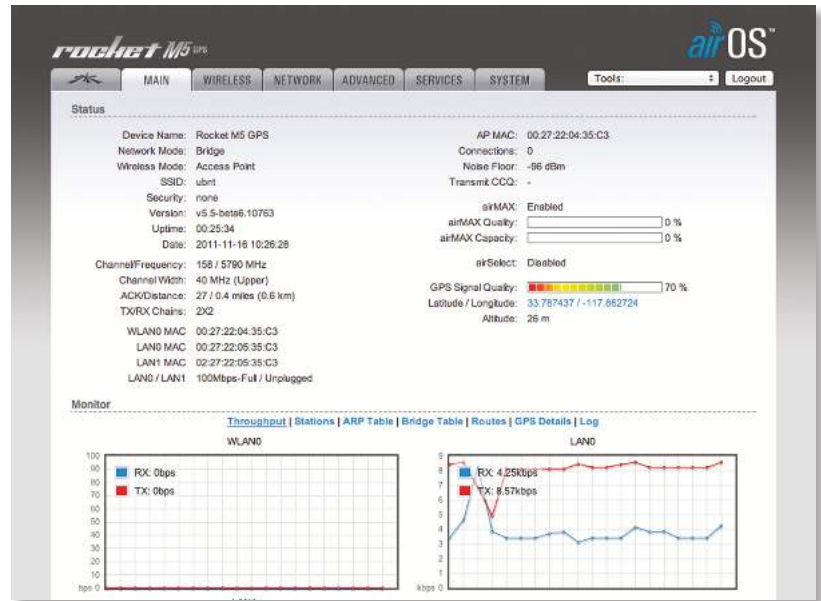 rocket M5 GPS
airOS™
MAIN WIRELESS NETWORK ADVANCED SERVICES SYSTEM Tools: Logout
Status
Device Name: Rocket M5 GPS
Network Mode: Bridge
Wireless Mode: Access Point
SSID: ubnt
Security: none
Version: v5.5-beta6.10763
Uptime: 00:25:34
Date: 2011-11-16 10:26:28
Channel/Frequency: 158 / 5790 MHz
Channel Width: 40 MHz (Upper)
ACK/Distance: 27 / 0.4 miles (0.6 km)
TX/RX Chains: 2X2
WLAN0 MAC 00:27:22:04:35:C3
LAN0 MAC 00:27:22:05:35:C3
LAN1 MAC 02:27:22:05:35:C3
LAN0 / LAN1 100Mbps-Full / Unplugged
AP MAC: 00:27:22:04:35:C3
Connections: 0
Noise Floor: -96 dBm
Transmit CCQ: -
airMAX: Enabled
airMAX Quality: 0 %
airMAX Capacity: 0 %
airSelect: Disabled
GPS Signal Quality: 70 %
Latitude / Longitude: 33.787437 / -117.862724
Altitude: 26 m
Monitor
Throughput | Stations | ARP Table | Bridge Table | Routes | GPS Details | Log
WLAN0
100
90
80
70
60
50
40
30
20
10
bps 0
RX: 0bps
TX: 0bps
LAN0
9
8
7
6
5
4
3
2
1
kbps 0
RX: 4.25kbps
TX: 8.57kbps